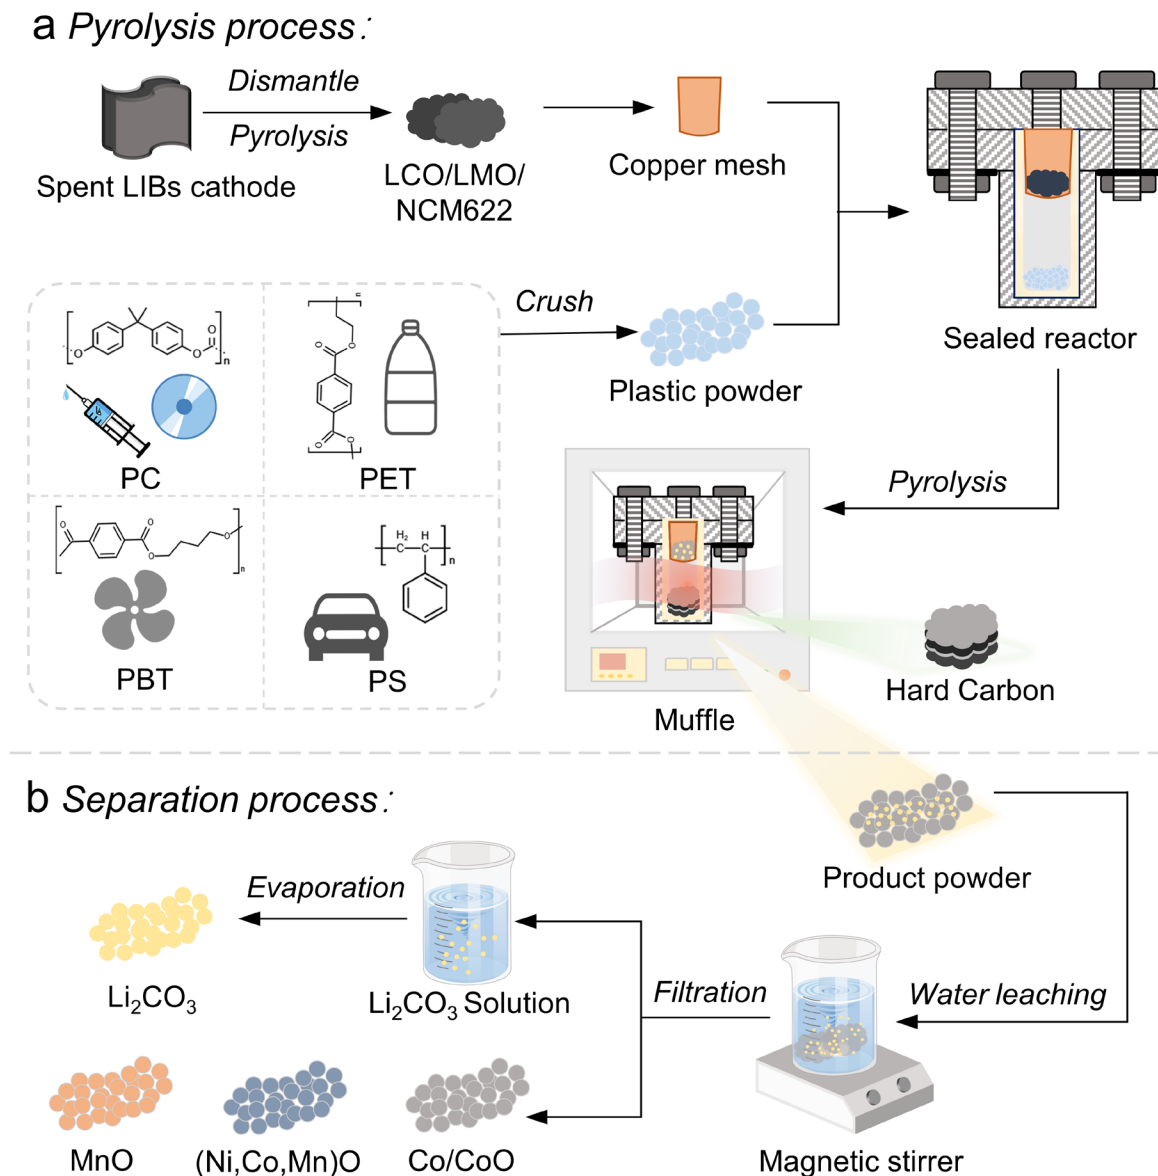 a Pyrolysis process:
Dismantle
Pyrolysis
Spent LIBs cathode
LCO/LMO/
NCM622
Copper mesh
Sealed reactor
Crush
Plastic powder
O
O
O
n
PC
n
O
O
O
O
PET
O
O
O
O
n
PBT
H₂
C
H
C
n
PS
Pyrolysis
Muffle
Hard Carbon
b Separation process:
Product powder
Water leaching
Magnetic stirrer
Filtration
Li₂CO₃ Solution
Evaporation
Li₂CO₃
MnO
(Ni,Co,Mn)O
Co/CoO